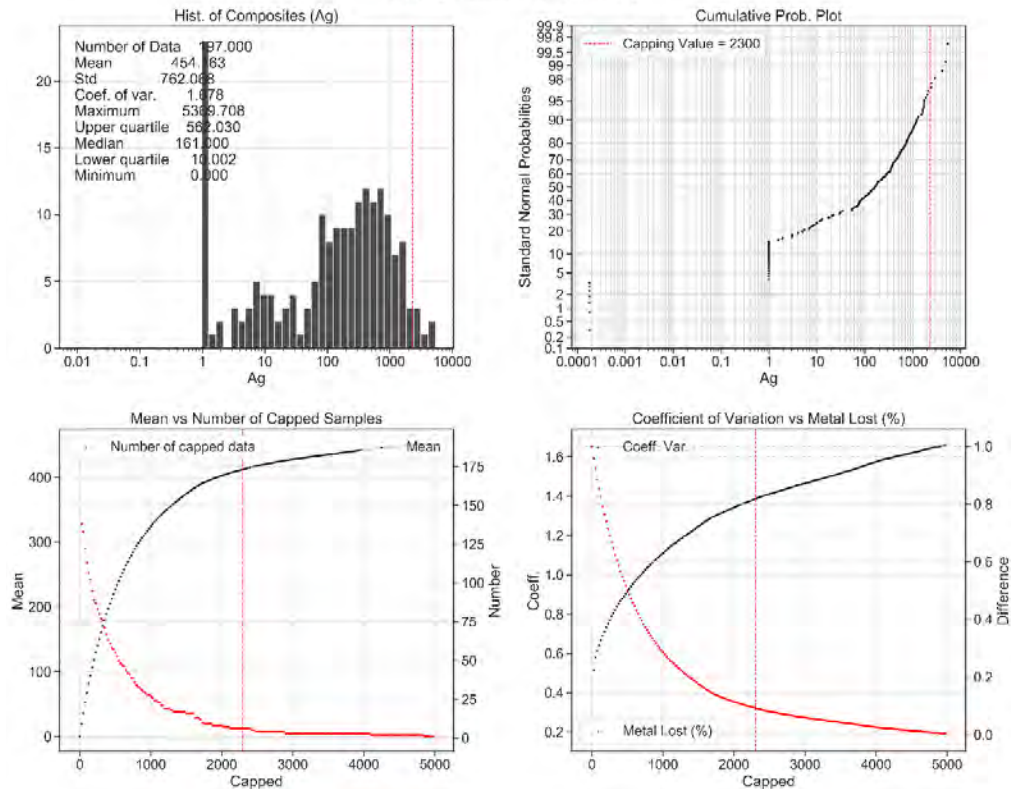 Hist. of Composites (Ag)
Number of Data 197.000
Mean
Std
Coef. of var. 1.678
Maximum
Upper quartile 562.030
Median 161.000
Lower quartile 10.002
Minimum 0.000
20
15
10
5
0
0.01 0.1 1 10 100 1000 10000
Ag
Cumulative Prob. Plot
Capping Value = 2300
Standard Normal Probabilities
99.9
99.8
99.5
99
98
95
90
80
70
60
50
40
30
20
10
5
2
1
0.5
0.2
0.1
0.0001 0.001 0.01 0.1 1 10 100 1000 10000
Ag
Mean vs Number of Capped Samples
Number of capped data
Mean
Mean
400
300
200
100
0
Number
175
150
125
100
75
50
25
0
0 1000 2000 3000 4000 5000
Capped
Coefficient of Variation vs Metal Lost (%)
Coeff. Var.
Metal Lost (%)
Coeff.
1.6
1.4
1.2
1.0
0.8
0.6
0.4
0.2
Difference
1.0
0.8
0.6
0.4
0.2
0.0
0 1000 2000 3000 4000 5000
Capped